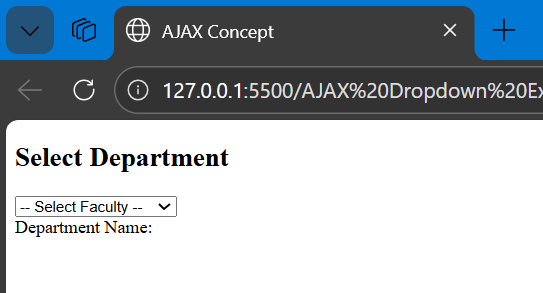 AJAX Concept
127.0.0.1:5500/AJAX%20Dropdown%20Ex
Select Department
-- Select Faculty --
Department Name: